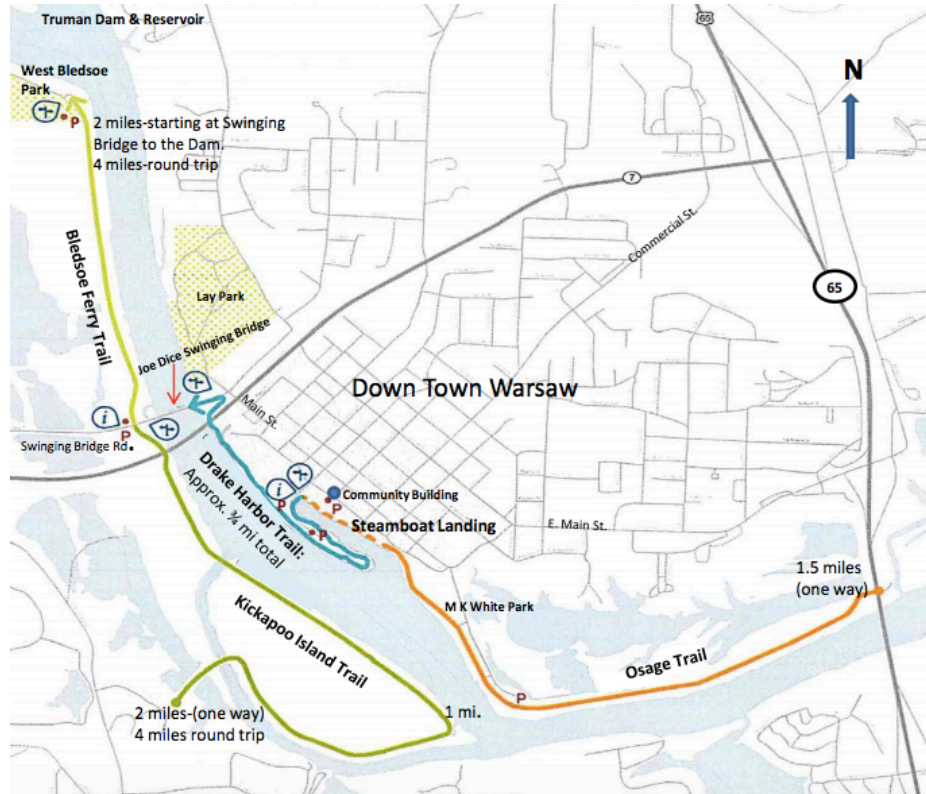 Truman Dam & Reservoir
65
West Bledsoe
Park
N
P
2 miles-starting at Swinging
Bridge to the Dam.
4 miles-round trip
7
Commercial St.
Bledsoe Ferry Trail
65
Lay Park
Joe Dice Swinging Bridge
Down Town Warsaw
Main St.
i
P
Swinging Bridge Rd.
Drake Harbor Trail:
Approx. ¾ mi total
i
P
Community Building
P
Steamboat Landing
P
E. Main St.
1.5 miles
(one way)
M K White Park
Kickapoo Island Trail
Osage Trail
P
1 mi.
2 miles-(one way)
4 miles round trip